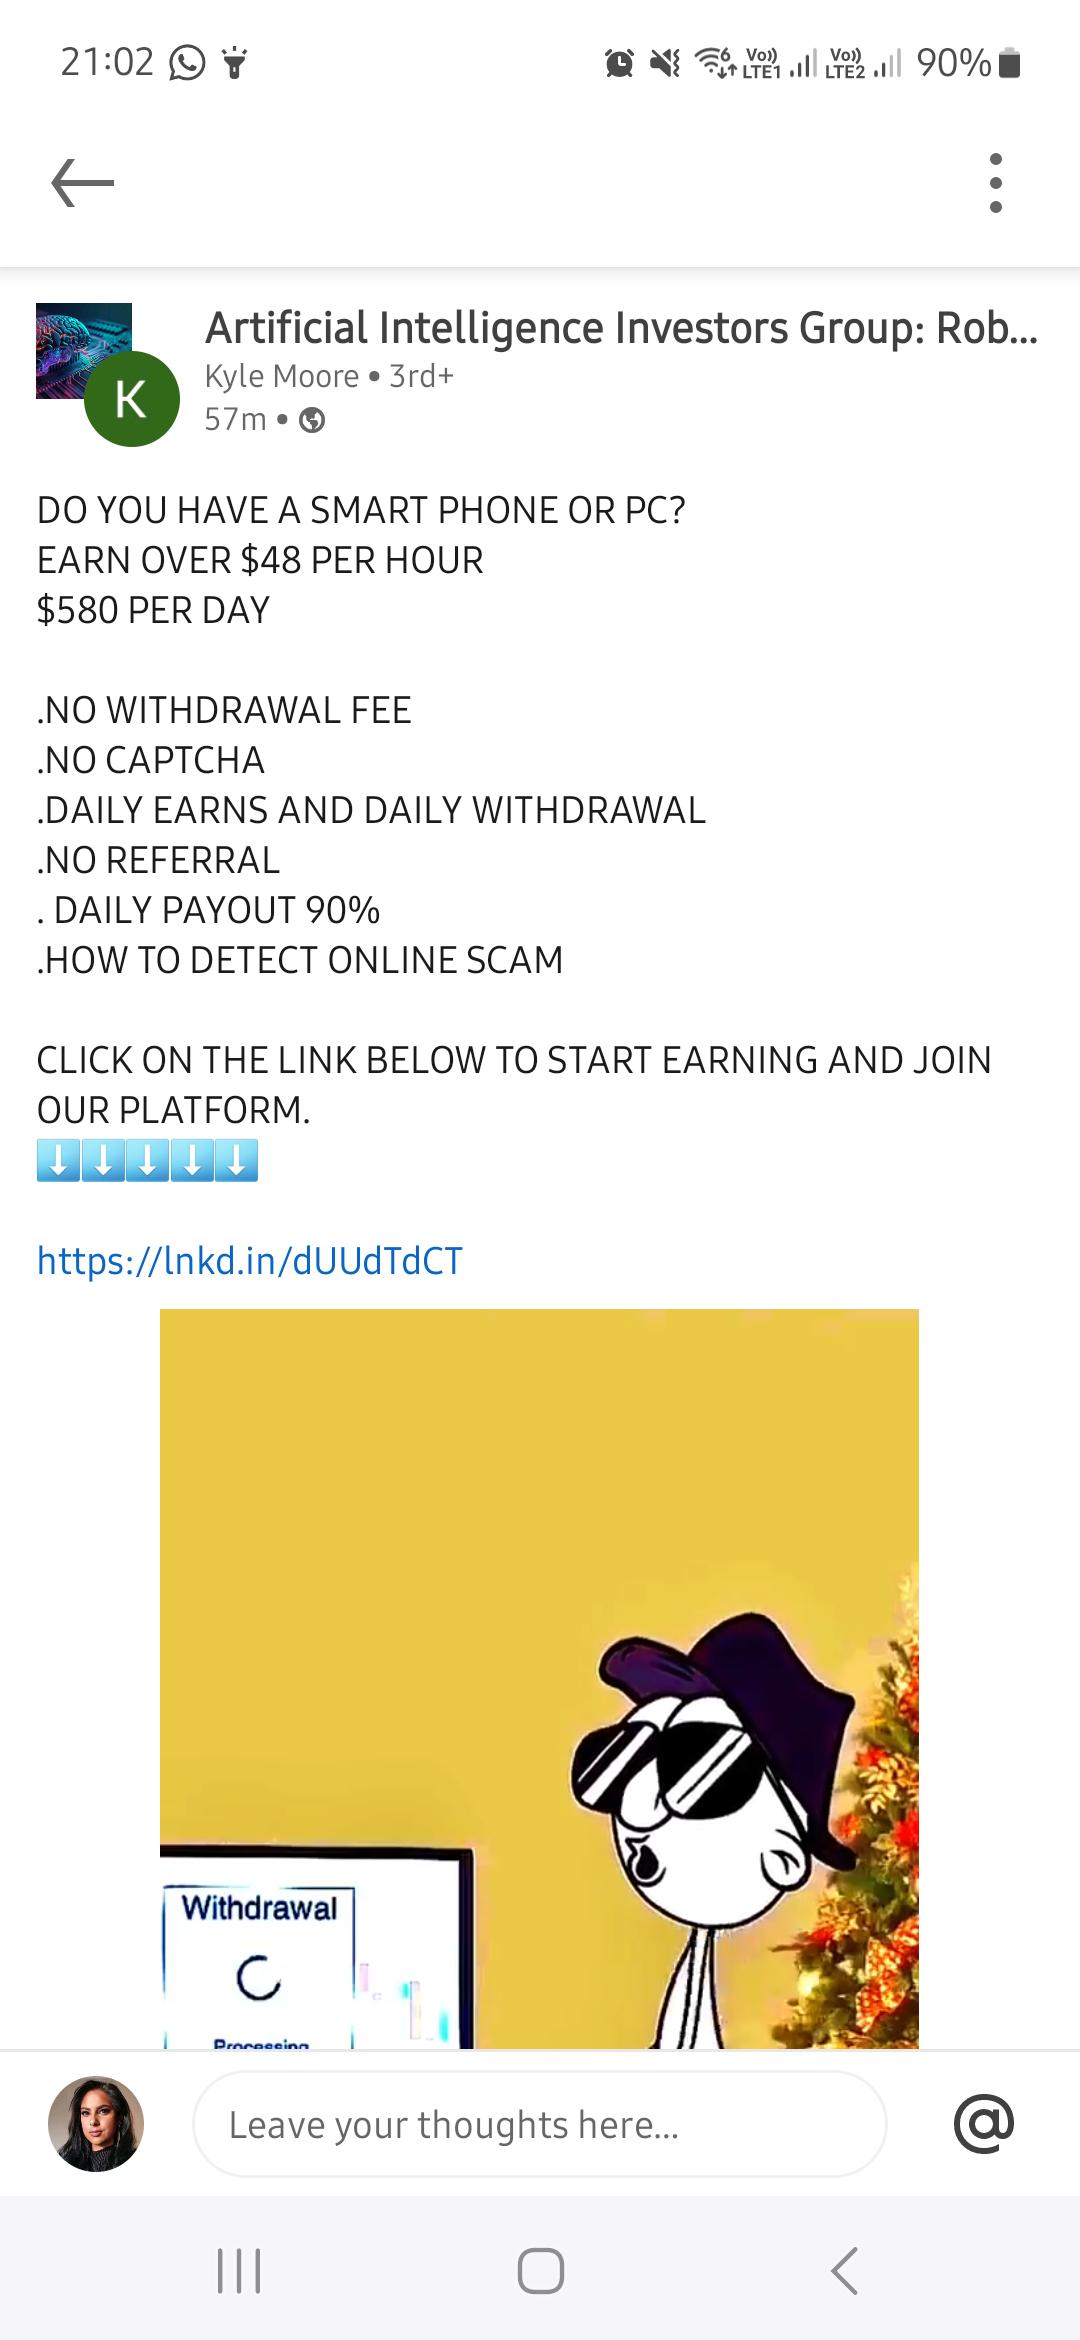 21:02
6 Vo)) LTE1 Vo)) LTE2 90%
Artificial Intelligence Investors Group: Rob...
K
Kyle Moore • 3rd+
57m •
DO YOU HAVE A SMART PHONE OR PC?
EARN OVER $48 PER HOUR
$580 PER DAY
.NO WITHDRAWAL FEE
.NO CAPTCHA
.DAILY EARNS AND DAILY WITHDRAWAL
.NO REFERRAL
. DAILY PAYOUT 90%
.HOW TO DETECT ONLINE SCAM
CLICK ON THE LINK BELOW TO START EARNING AND JOIN
OUR PLATFORM.
⬇️⬇️⬇️⬇️⬇️
https://lnkd.in/dUUdTdCT
Withdrawal
Processing
Leave your thoughts here...
@